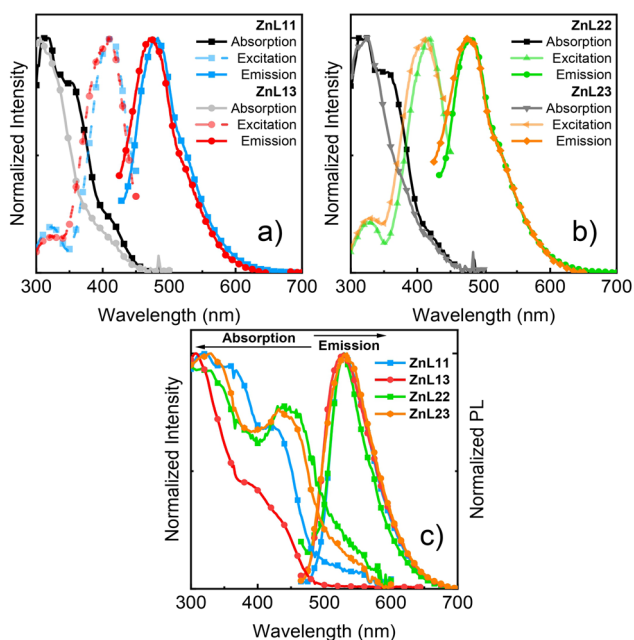 ZnL11
Absorption
Excitation
Emission
ZnL13
Absorption
Excitation
Emission
a)
Normalized Intensity
300 400 500 600 700
Wavelength (nm)
ZnL22
Absorption
Excitation
Emission
ZnL23
Absorption
Excitation
Emission
b)
Normalized Intensity
300 400 500 600 700
Wavelength (nm)
Absorption Emission
ZnL11
ZnL13
ZnL22
ZnL23
c)
Normalized Intensity
Normalized PL
300 400 500 600 700
Wavelength (nm)